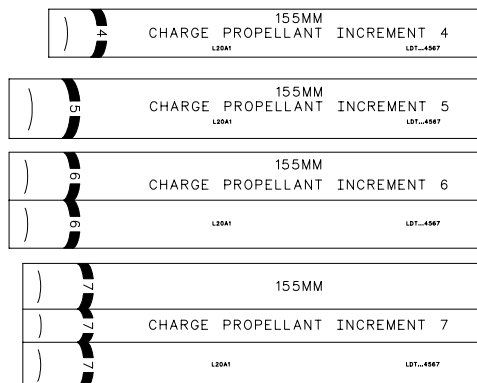 155MM
4 CHARGE PROPELLANT INCREMENT 4
L20A1 LDT...4567
155MM
5 CHARGE PROPELLANT INCREMENT 5
L20A1 LDT...4567
155MM
6 CHARGE PROPELLANT INCREMENT 6
6 L20A1 LDT...4567
7 155MM
7 CHARGE PROPELLANT INCREMENT 7
7 L20A1 LDT...4567